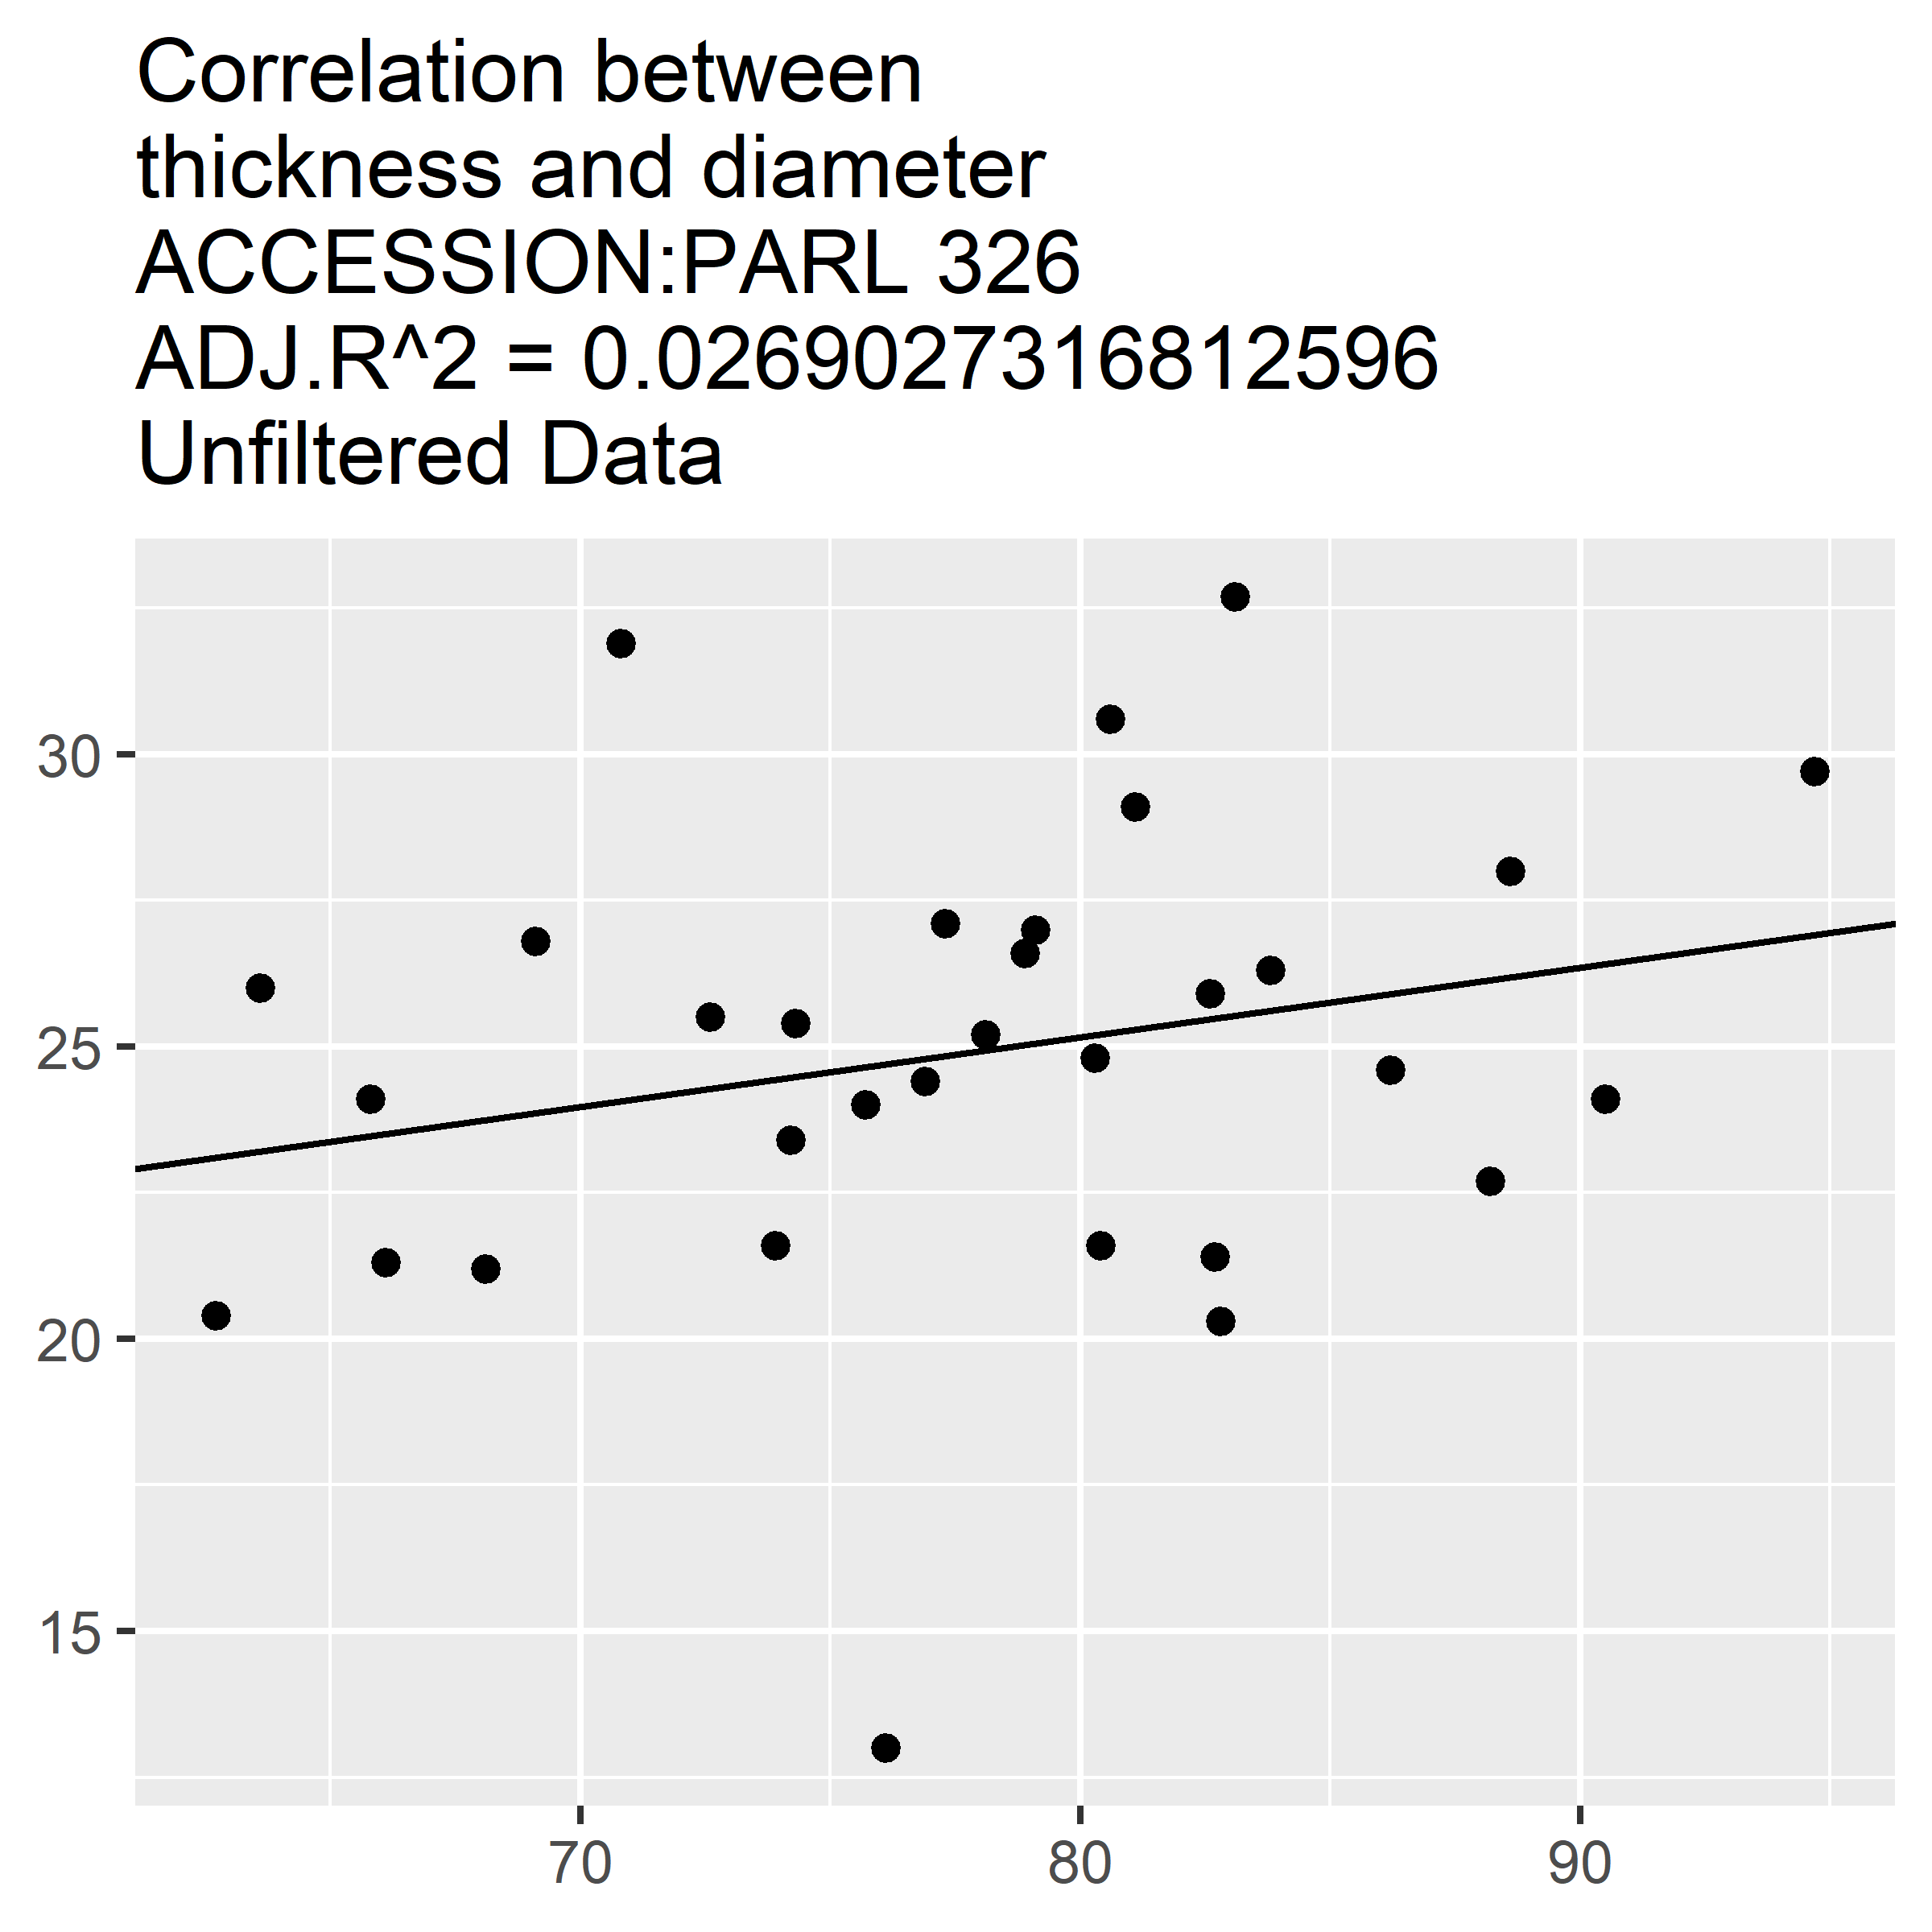 Correlation between
thickness and diameter
ACCESSION:PARL 326
ADJ.R^2 = 0.0269027316812596
Unfiltered Data
30
25
20
15
70 80 90